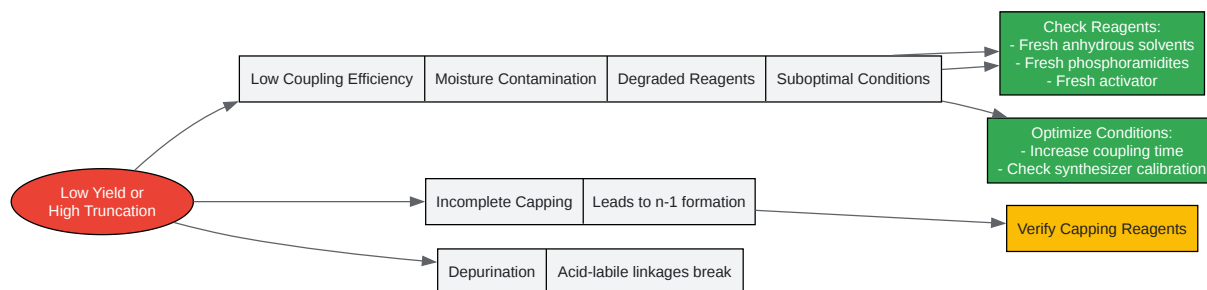 Low Yield or
High Truncation
Low Coupling Efficiency
Moisture Contamination
Degraded Reagents
Suboptimal Conditions
Check Reagents:
- Fresh anhydrous solvents
- Fresh phosphoramidites
- Fresh activator
Optimize Conditions:
- Increase coupling time
- Check synthesizer calibration
Incomplete Capping
Leads to n-1 formation
Verify Capping Reagents
Depurination
Acid-labile linkages break